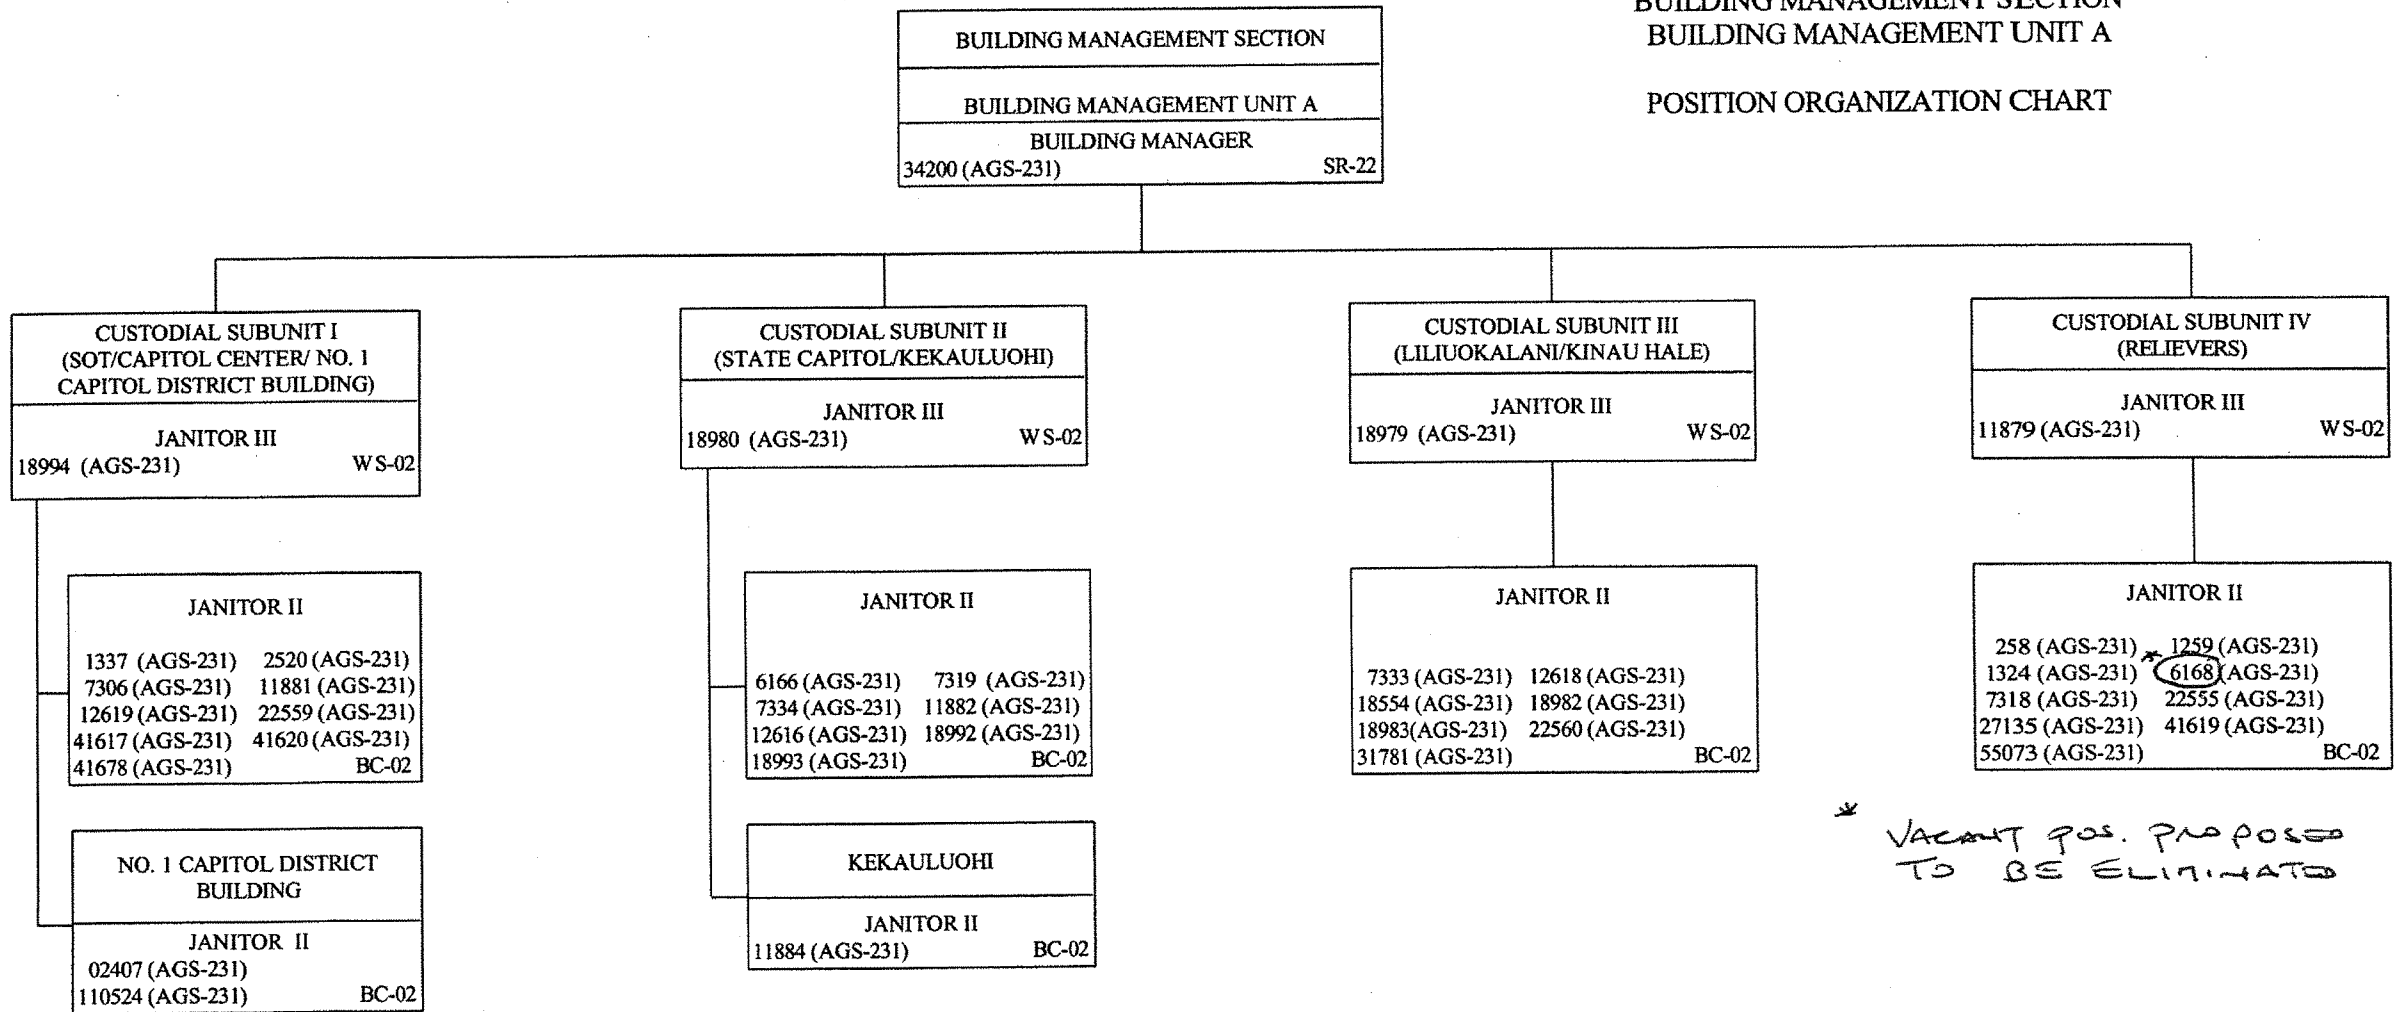 BUILDING MANAGEMENT SECTION
BUILDING MANAGEMENT UNIT A
POSITION ORGANIZATION CHART
BUILDING MANAGEMENT SECTION
BUILDING MANAGEMENT UNIT A
BUILDING MANAGER
34200 (AGS-231) SR-22
CUSTODIAL SUBUNIT I
(SOT/CAPITOL CENTER/ NO. 1
CAPITOL DISTRICT BUILDING)
JANITOR III
18994 (AGS-231) WS-02
JANITOR II
1337 (AGS-231) 2520 (AGS-231)
7306 (AGS-231) 11881 (AGS-231)
12619 (AGS-231) 22559 (AGS-231)
41617 (AGS-231) 41620 (AGS-231)
41678 (AGS-231) BC-02
NO. 1 CAPITOL DISTRICT
BUILDING
JANITOR II
02407 (AGS-231)
110524 (AGS-231) BC-02
CUSTODIAL SUBUNIT II
(STATE CAPITOL/KEKAULUOHI)
JANITOR III
18980 (AGS-231) WS-02
JANITOR II
6166 (AGS-231) 7319 (AGS-231)
7334 (AGS-231) 11882 (AGS-231)
12616 (AGS-231) 18992 (AGS-231)
18993 (AGS-231) BC-02
KEKAULUOHI
JANITOR II
11884 (AGS-231) BC-02
CUSTODIAL SUBUNIT III
(LILIUOKALANI/KINAU HALE)
JANITOR III
18979 (AGS-231) WS-02
JANITOR II
7333 (AGS-231) 12618 (AGS-231)
18554 (AGS-231) 18982 (AGS-231)
18983(AGS-231) 22560 (AGS-231)
31781 (AGS-231) BC-02
CUSTODIAL SUBUNIT IV
(RELIEVERS)
JANITOR III
11879 (AGS-231) WS-02
JANITOR II
258 (AGS-231) 1259 (AGS-231)
1324 (AGS-231) * 6168 (AGS-231)
7318 (AGS-231) 22555 (AGS-231)
27135 (AGS-231) 41619 (AGS-231)
55073 (AGS-231) BC-02
* VACANT POS. PROPOSED
TO BE ELIMINATED